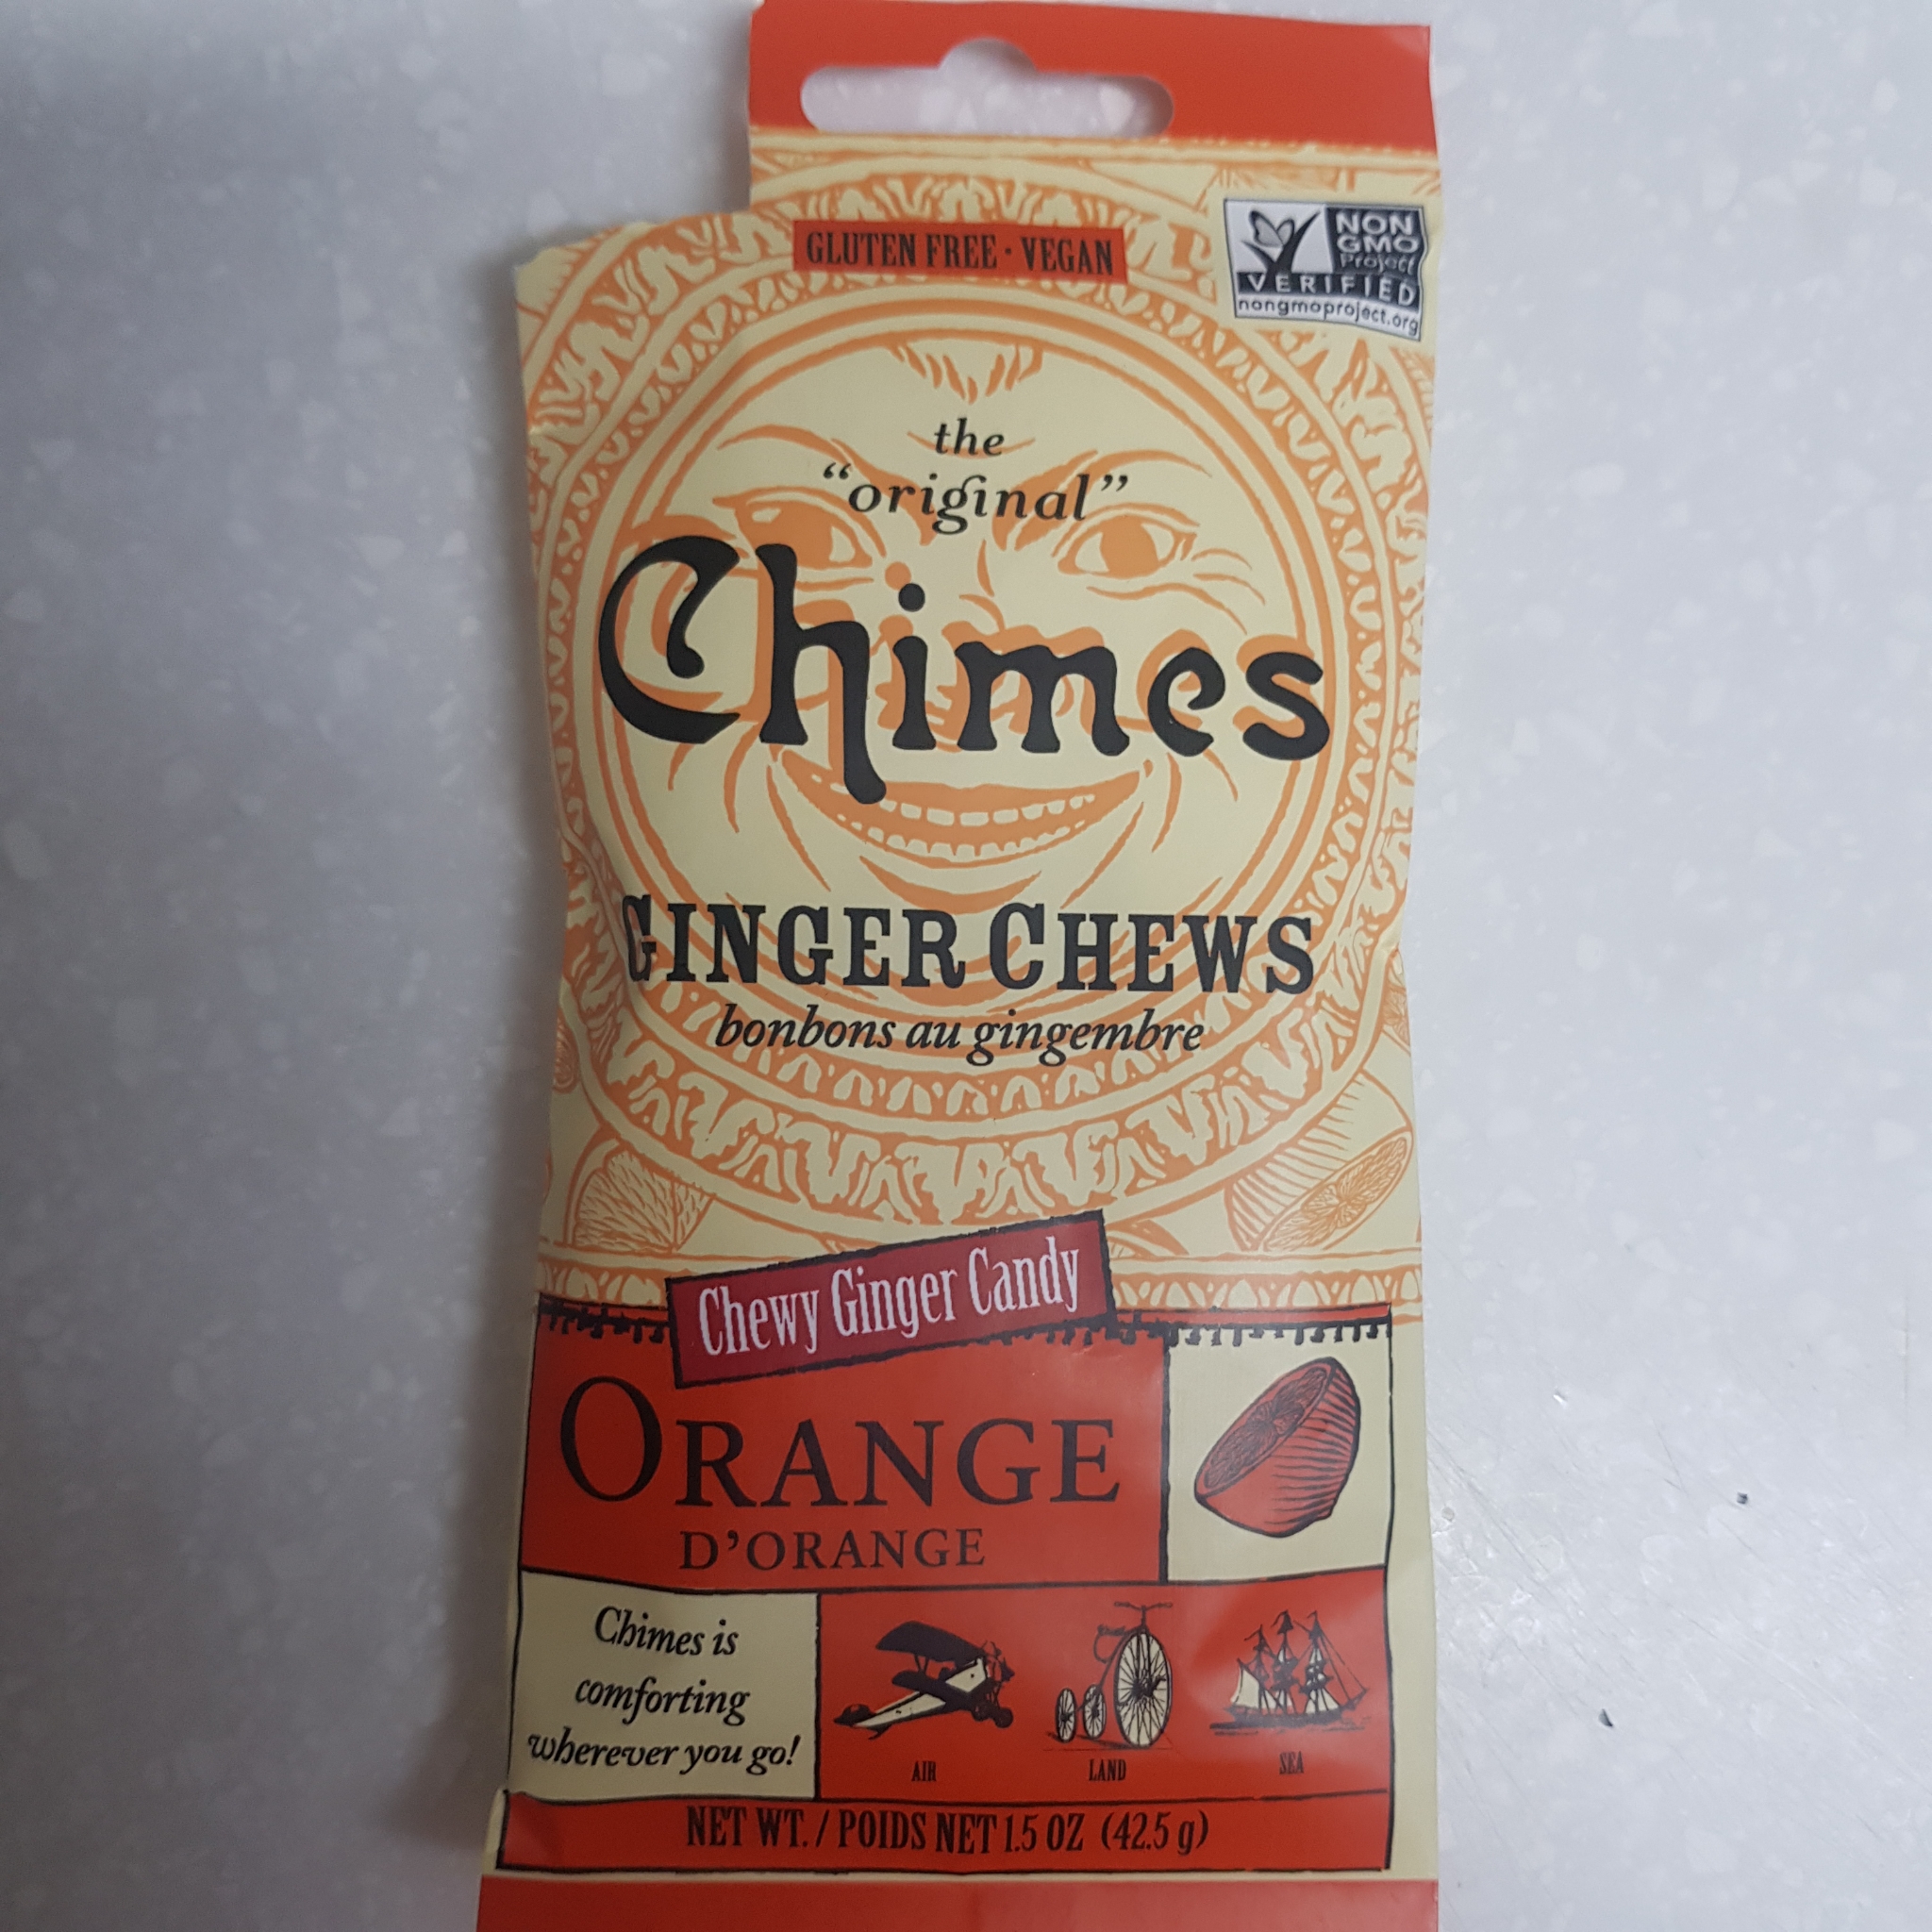 GLUTEN FREE · VEGAN
NON
GMO
Project
VERIFIED
nongmoproject.org
the
“original”
Chimes
GINGER CHEWS
bonbons au gingembre
Chewy Ginger Candy
ORANGE
D’ORANGE
Chimes is
comforting
wherever you go!
AIR
LAND
SEA
NET WT. / POIDS NET 1.5 OZ (42.5 g)